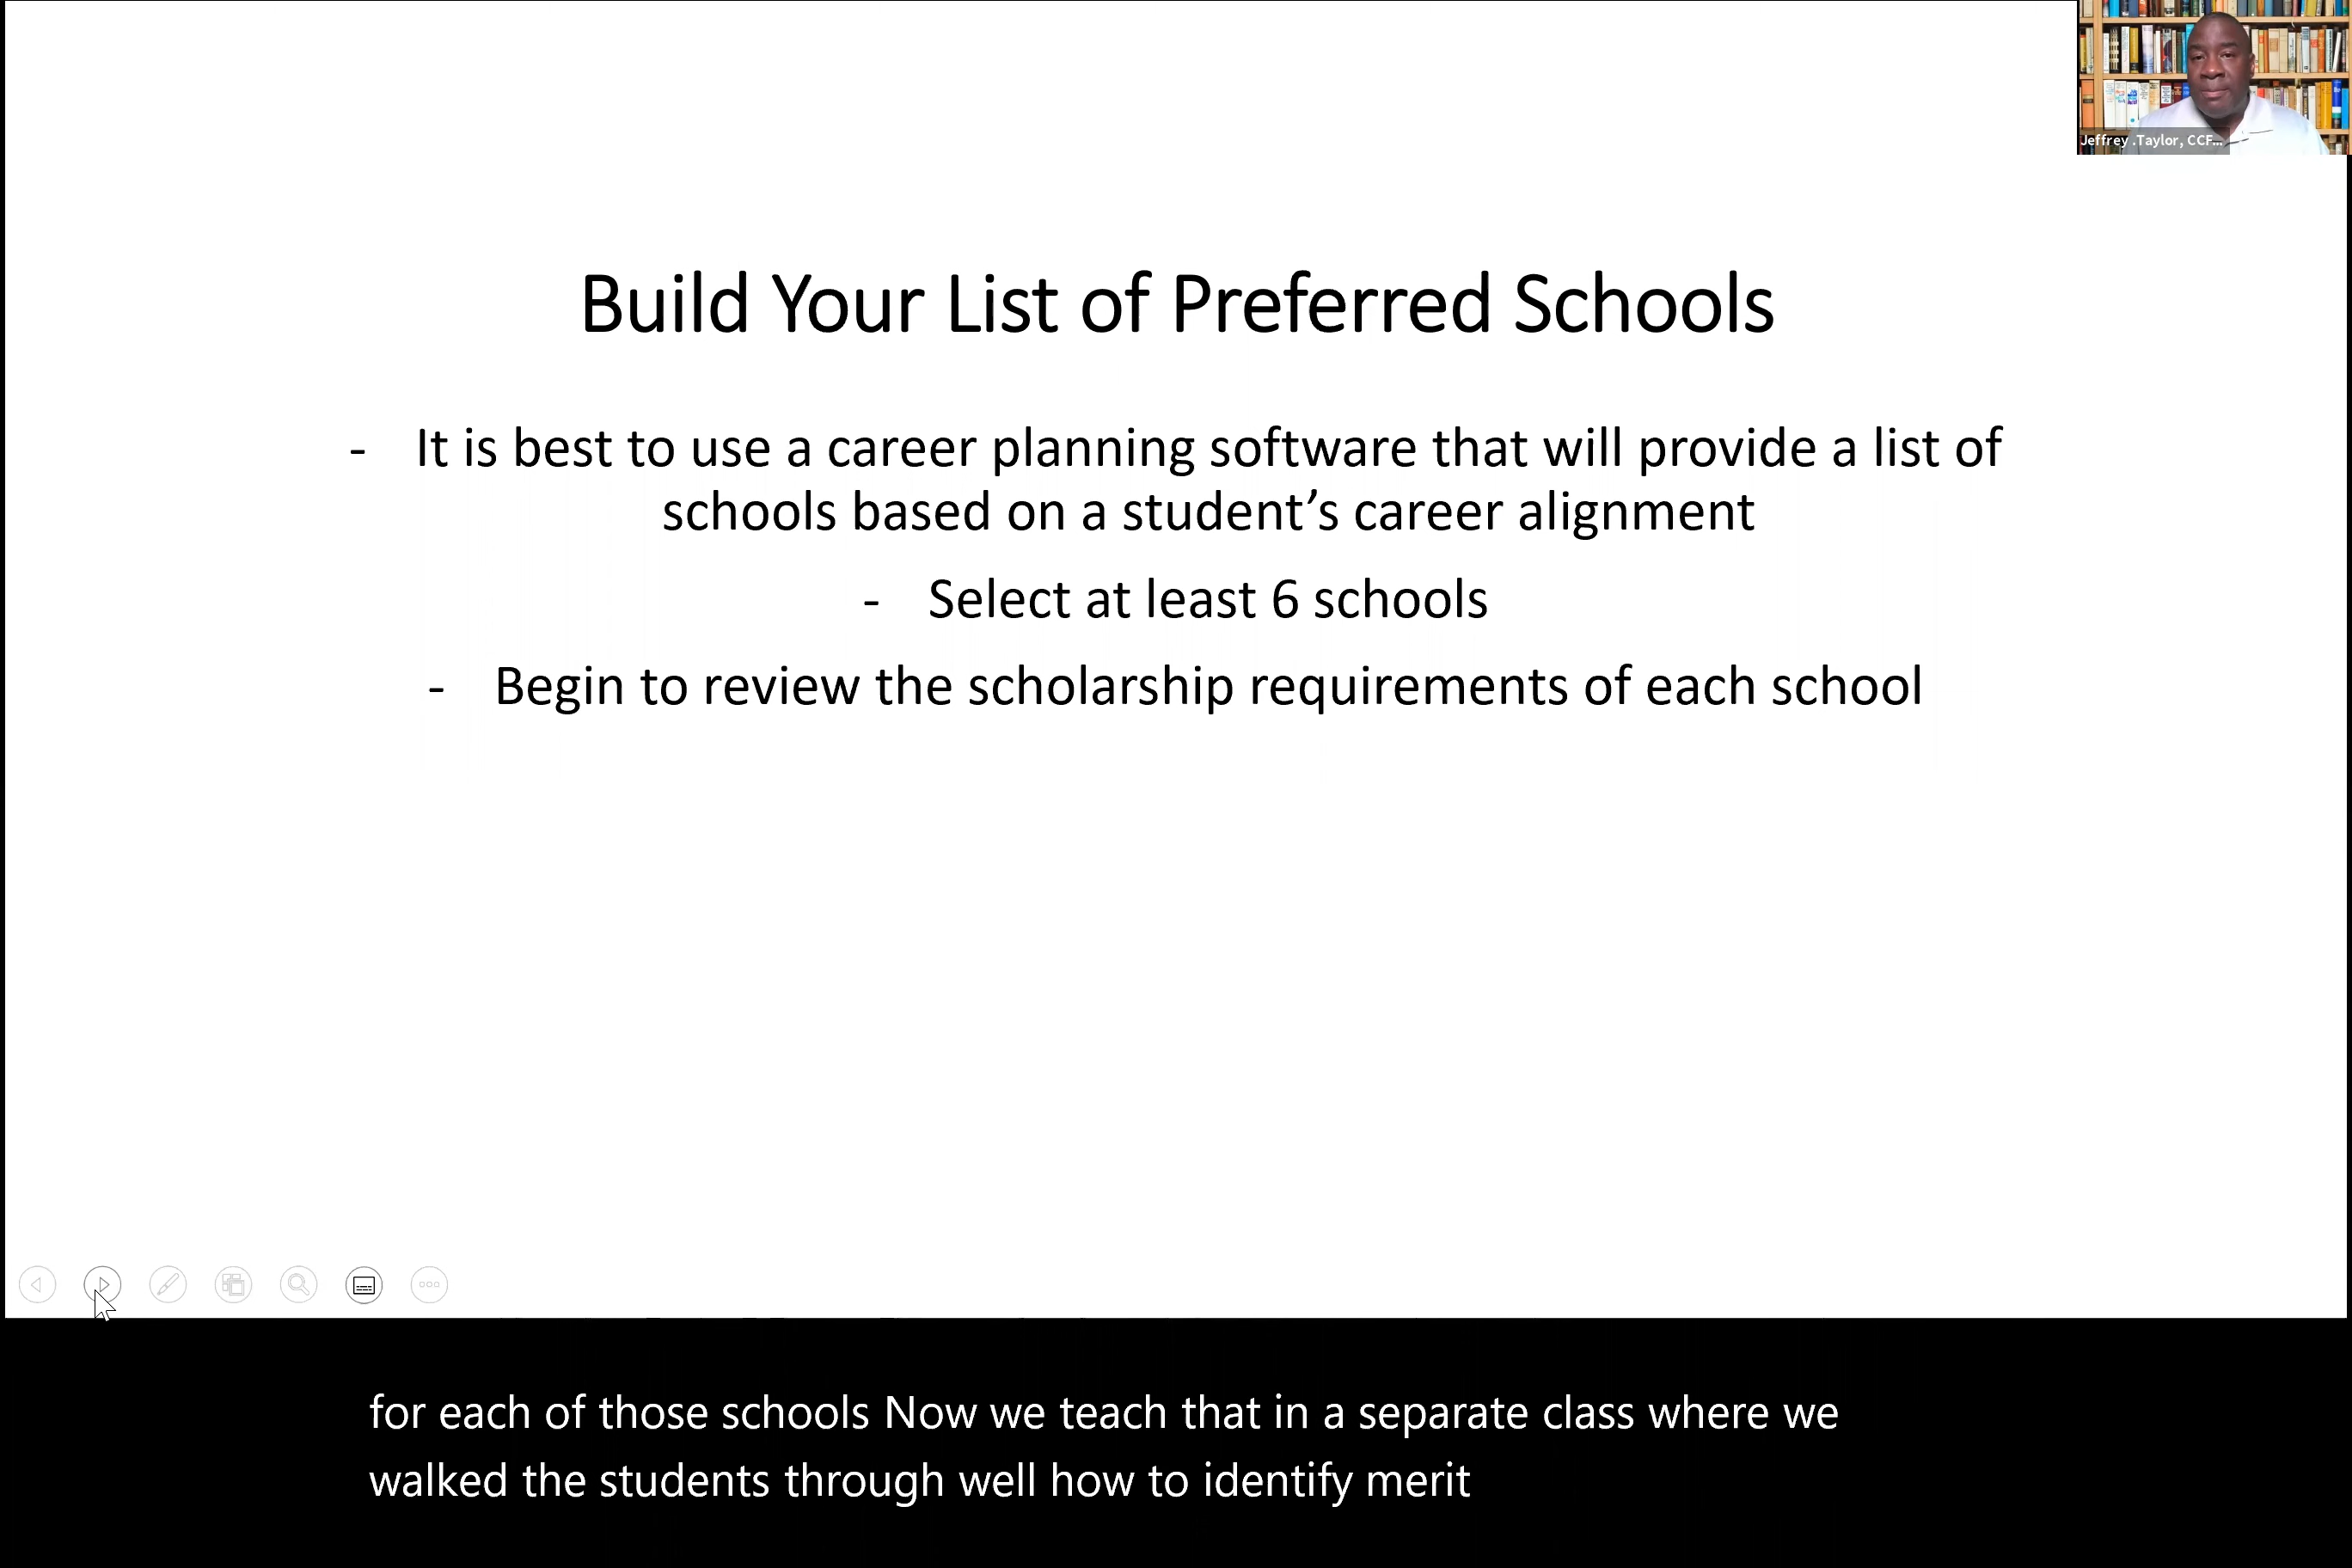 Jeffrey .Taylor, CCF...
Build Your List of Preferred Schools
- It is best to use a career planning software that will provide a list of
schools based on a student’s career alignment
- Select at least 6 schools
- Begin to review the scholarship requirements of each school
for each of those schools Now we teach that in a separate class where we
walked the students through well how to identify merit